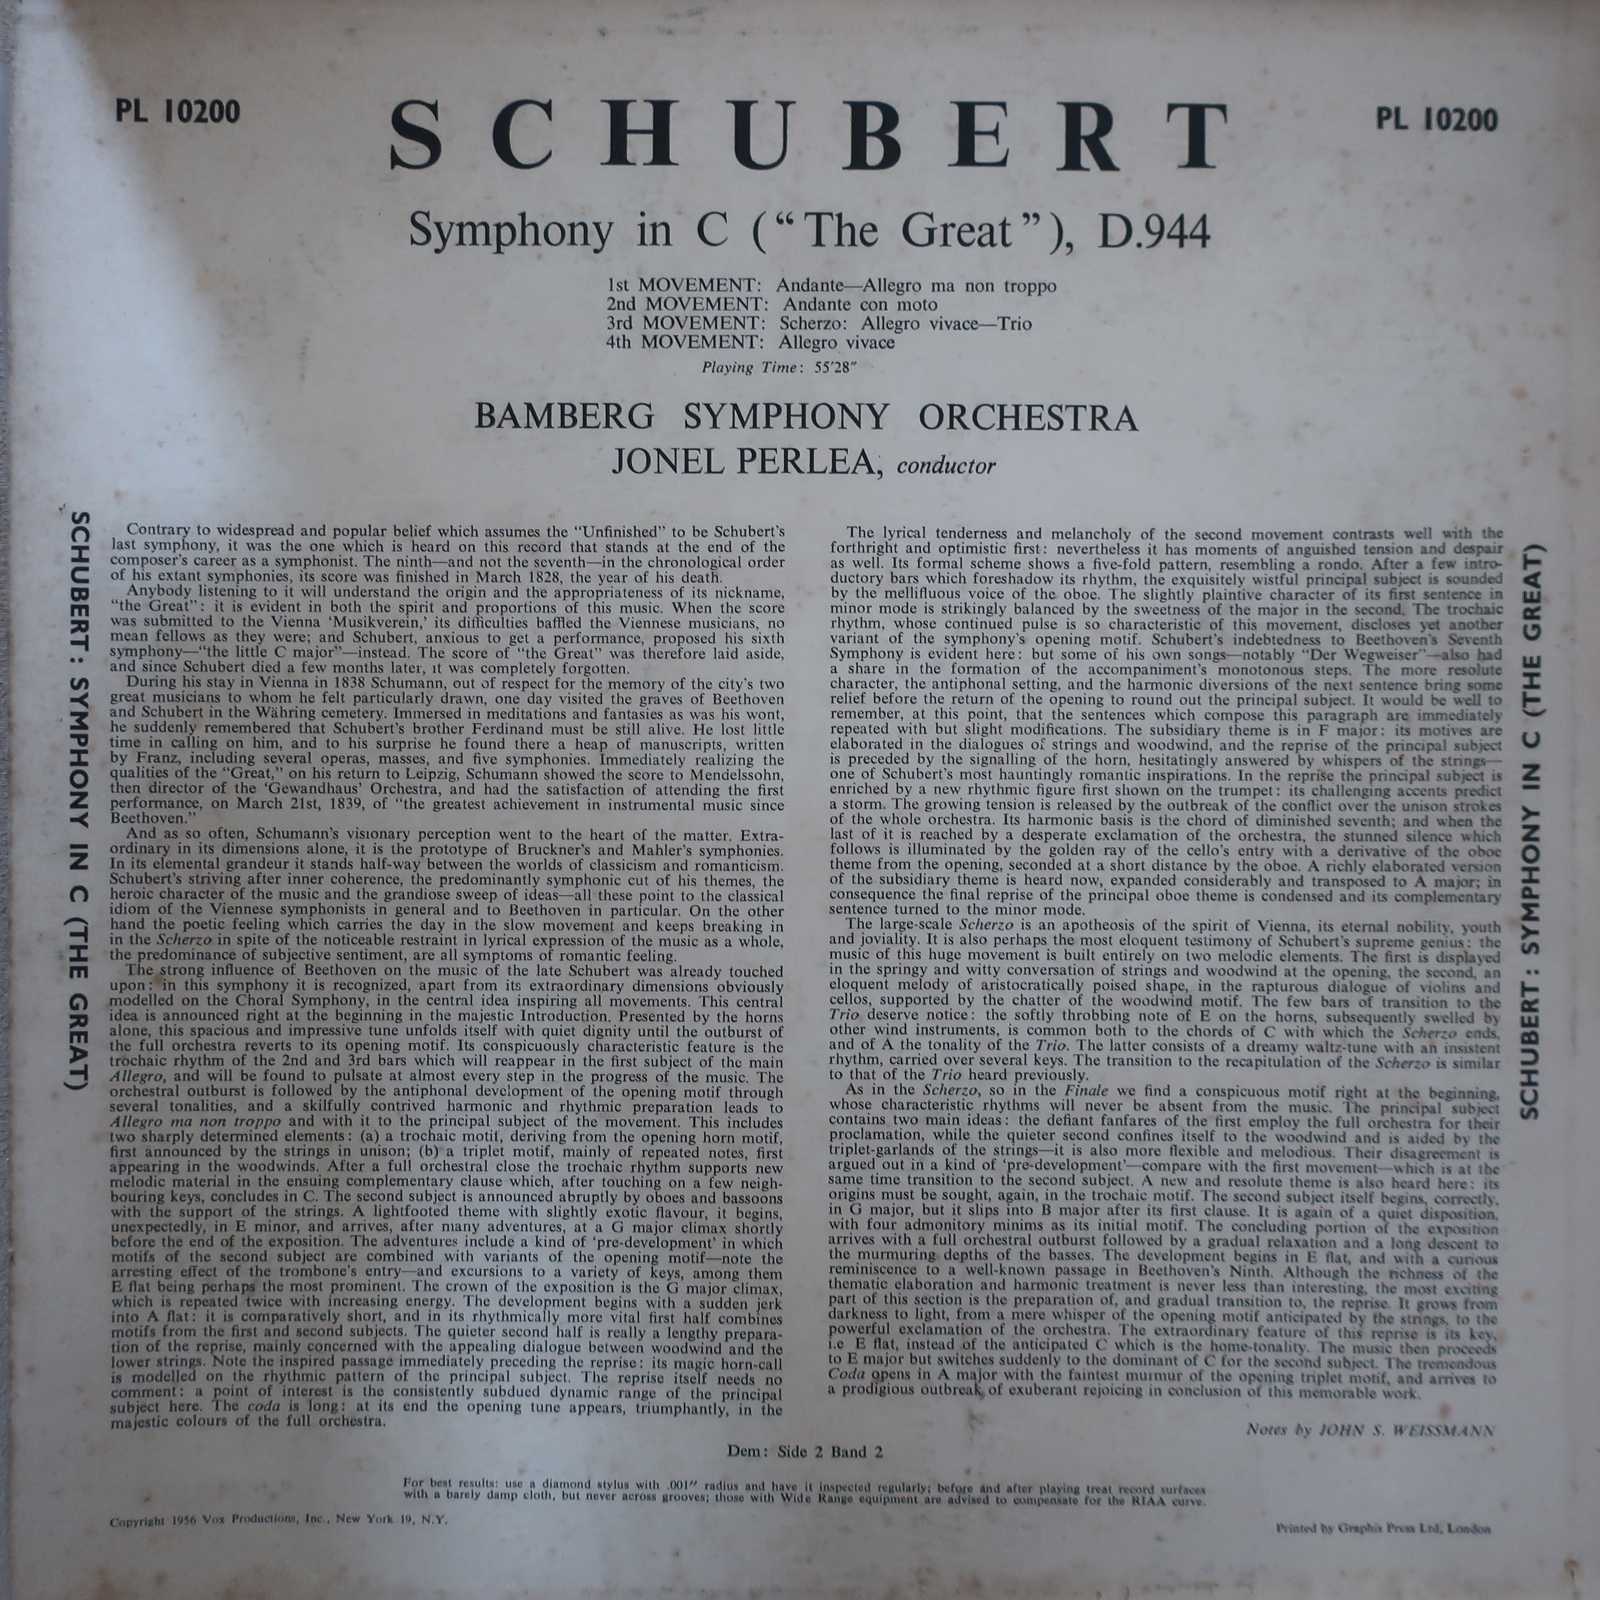 PL 10200
SCHUBERT
PL 10200
Symphony in C (“The Great”), D.944
1st MOVEMENT: Andante—Allegro ma non troppo
2nd MOVEMENT: Andante con moto
3rd MOVEMENT: Scherzo: Allegro vivace—Trio
4th MOVEMENT: Allegro vivace
Playing Time: 55′28″
BAMBERG SYMPHONY ORCHESTRA
JONEL PERLEA, conductor
SCHUBERT: SYMPHONY IN C (THE GREAT)
Contrary to widespread and popular belief which assumes the “Unfinished” to be Schubert’s
last symphony, it was the one which is heard on this record that stands at the end of the
composer’s career as a symphonist. The ninth—and not the seventh—in the chronological order
of his extant symphonies, its score was finished in March 1828, the year of his death.
Anybody listening to it will understand the origin and the appropriateness of its nickname,
“the Great”: it is evident in both the spirit and proportions of this music. When the score
was submitted to the Vienna ‘Musikverein,’ its difficulties baffled the Viennese musicians, no
mean fellows as they were; and Schubert, anxious to get a performance, proposed his sixth
symphony—“the little C major”—instead. The score of “the Great” was therefore laid aside,
and since Schubert died a few months later, it was completely forgotten.
During his stay in Vienna in 1838 Schumann, out of respect for the memory of the city’s two
great musicians to whom he felt particularly drawn, one day visited the graves of Beethoven
and Schubert in the Währing cemetery. Immersed in meditations and fantasies as was his wont,
he suddenly remembered that Schubert’s brother Ferdinand must be still alive. He lost little
time in calling on him, and to his surprise he found there a heap of manuscripts, written
by Franz, including several operas, masses, and five symphonies. Immediately realizing the
qualities of the “Great,” on his return to Leipzig, Schumann showed the score to Mendelssohn,
then director of the ‘Gewandhaus’ Orchestra, and had the satisfaction of attending the first
performance, on March 21st, 1839, of “the greatest achievement in instrumental music since
Beethoven.”
And as so often, Schumann’s visionary perception went to the heart of the matter. Extra-
ordinary in its dimensions alone, it is the prototype of Bruckner’s and Mahler’s symphonies.
In its elemental grandeur it stands half-way between the worlds of classicism and romanticism.
Schubert’s striving after inner coherence, the predominantly symphonic cut of his themes, the
heroic character of the music and the grandiose sweep of ideas—all these point to the classical
idiom of the Viennese symphonists in general and to Beethoven in particular. On the other
hand the poetic feeling which carries the day in the slow movement and keeps breaking in
in the Scherzo in spite of the noticeable restraint in lyrical expression of the music as a whole,
the predominance of subjective sentiment, are all symptoms of romantic feeling.
The strong influence of Beethoven on the music of the late Schubert was already touched
upon: in this symphony it is recognized, apart from its extraordinary dimensions obviously
modelled on the Choral Symphony, in the central idea inspiring all movements. This central
idea is announced right at the beginning in the majestic Introduction. Presented by the horns
alone, this spacious and impressive tune unfolds itself with quiet dignity until the outburst of
the full orchestra reverts to its opening motif. Its conspicuously characteristic feature is the
trochaic rhythm of the 2nd and 3rd bars which will reappear in the first subject of the main
Allegro, and will be found to pulsate at almost every step in the progress of the music. The
orchestral outburst is followed by the antiphonal development of the opening motif through
several tonalities, and a skilfully contrived harmonic and rhythmic preparation leads to
Allegro ma non troppo and with it to the principal subject of the movement. This includes
two sharply determined elements: (a) a trochaic motif, deriving from the opening horn motif,
first announced by the strings in unison; (b) a triplet motif, mainly of repeated notes, first
appearing in the woodwinds. After a full orchestral close the trochaic rhythm supports new
melodic material in the ensuing complementary clause which, after touching on a few neigh-
bouring keys, concludes in C. The second subject is announced abruptly by oboes and bassoons
with the support of the strings. A lightfooted theme with slightly exotic flavour, it begins,
unexpectedly, in E minor, and arrives, after many adventures, at a G major climax shortly
before the end of the exposition. The adventures include a kind of ‘pre-development’ in which
motifs of the second subject are combined with variants of the opening motif—note the
arresting effect of the trombone’s entry—and excursions to a variety of keys, among them
E flat being perhaps the most prominent. The crown of the exposition is the G major climax,
which is repeated twice with increasing energy. The development begins with a sudden jerk
into A flat: it is comparatively short, and in its rhythmically more vital first half combines
motifs from the first and second subjects. The quieter second half is really a lengthy prepara-
tion of the reprise, mainly concerned with the appealing dialogue between woodwind and the
lower strings. Note the inspired passage immediately preceding the reprise: its magic horn-call
is modelled on the rhythmic pattern of the principal subject. The reprise itself needs no
comment: a point of interest is the consistently subdued dynamic range of the principal
subject here. The coda is long: at its end the opening tune appears, triumphantly, in the
majestic colours of the full orchestra.
The lyrical tenderness and melancholy of the second movement contrasts well with the
forthright and optimistic first: nevertheless it has moments of anguished tension and despair
as well. Its formal scheme shows a five-fold pattern, resembling a rondo. After a few intro-
ductory bars which foreshadow its rhythm, the exquisitely wistful principal subject is sounded
by the mellifluous voice of the oboe. The slightly plaintive character of its first sentence in
minor mode is strikingly balanced by the sweetness of the major in the second. The trochaic
rhythm, whose continued pulse is so characteristic of this movement, discloses yet another
variant of the symphony’s opening motif. Schubert’s indebtedness to Beethoven’s Seventh
Symphony is evident here: but some of his own songs—notably “Der Wegweiser”—also had
a share in the formation of the accompaniment’s monotonous steps. The more resolute
character, the antiphonal setting, and the harmonic diversions of the next sentence bring some
relief before the return of the opening to round out the principal subject. It would be well to
remember, at this point, that the sentences which compose this paragraph are immediately
repeated with but slight modifications. The subsidiary theme is in F major: its motives are
elaborated in the dialogues of strings and woodwind, and the reprise of the principal subject
is preceded by the signalling of the horn, hesitatingly answered by whispers of the strings—
one of Schubert’s most hauntingly romantic inspirations. In the reprise the principal subject is
enriched by a new rhythmic figure first shown on the trumpet: its challenging accents predict
a storm. The growing tension is released by the outbreak of the conflict over the unison strokes
of the whole orchestra. Its harmonic basis is the chord of diminished seventh; and when the
last of it is reached by a desperate exclamation of the orchestra, the stunned silence which
follows is illuminated by the golden ray of the cello’s entry with a derivative of the oboe
theme from the opening, seconded at a short distance by the oboe. A richly elaborated version
of the subsidiary theme is heard now, expanded considerably and transposed to A major; in
consequence the final reprise of the principal oboe theme is condensed and its complementary
sentence turned to the minor mode.
The large-scale Scherzo is an apotheosis of the spirit of Vienna, its eternal nobility, youth
and joviality. It is also perhaps the most eloquent testimony of Schubert’s supreme genius: the
music of this huge movement is built entirely on two melodic elements. The first is displayed
in the springy and witty conversation of strings and woodwind at the opening, the second, an
eloquent melody of aristocratically poised shape, in the rapturous dialogue of violins and
cellos, supported by the chatter of the woodwind motif. The few bars of transition to the
Trio deserve notice: the softly throbbing note of E on the horns, subsequently swelled by
other wind instruments, is common both to the chords of C with which the Scherzo ends,
and of A the tonality of the Trio. The latter consists of a dreamy waltz-tune with an insistent
rhythm, carried over several keys. The transition to the recapitulation of the Scherzo is similar
to that of the Trio heard previously.
As in the Scherzo, so in the Finale we find a conspicuous motif right at the beginning,
whose characteristic rhythms will never be absent from the music. The principal subject
contains two main ideas: the defiant fanfares of the first employ the full orchestra for their
proclamation, while the quieter second confines itself to the woodwind and is aided by the
triplet-garlands of the strings—it is also more flexible and melodious. Their disagreement is
argued out in a kind of ‘pre-development’—compare with the first movement—which is at the
same time transition to the second subject. A new and resolute theme is also heard here: its
origins must be sought, again, in the trochaic motif. The second subject itself begins, correctly,
in G major, but it slips into B major after its first clause. It is again of a quiet disposition,
with four admonitory minims as its initial motif. The concluding portion of the exposition
arrives with a full orchestral outburst followed by a gradual relaxation and a long descent to
the murmuring depths of the basses. The development begins in E flat, and with a curious
reminiscence to a well-known passage in Beethoven’s Ninth. Although the richness of the
thematic elaboration and harmonic treatment is never less than interesting, the most exciting
part of this section is the preparation of, and gradual transition to, the reprise. It grows from
darkness to light, from a mere whisper of the opening motif anticipated by the strings, to the
powerful exclamation of the orchestra. The extraordinary feature of this reprise is its key,
i.e E flat, instead of the anticipated C which is the home-tonality. The music then proceeds
to E major but switches suddenly to the dominant of C for the second subject. The tremendous
Coda opens in A major with the faintest murmur of the opening triplet motif, and arrives to
a prodigious outbreak of exuberant rejoicing in conclusion of this memorable work.
Notes by JOHN S. WEISSMANN
SCHUBERT: SYMPHONY IN C (THE GREAT)
Dem: Side 2 Band 2
For best results: use a diamond stylus with .001″ radius and have it inspected regularly; before and after playing treat record surfaces
with a barely damp cloth, but never across grooves; those with Wide Range equipment are advised to compensate for the RIAA curve.
Copyright 1956 Vox Productions, Inc., New York 19, N.Y.
Printed by Graphis Press Ltd, London